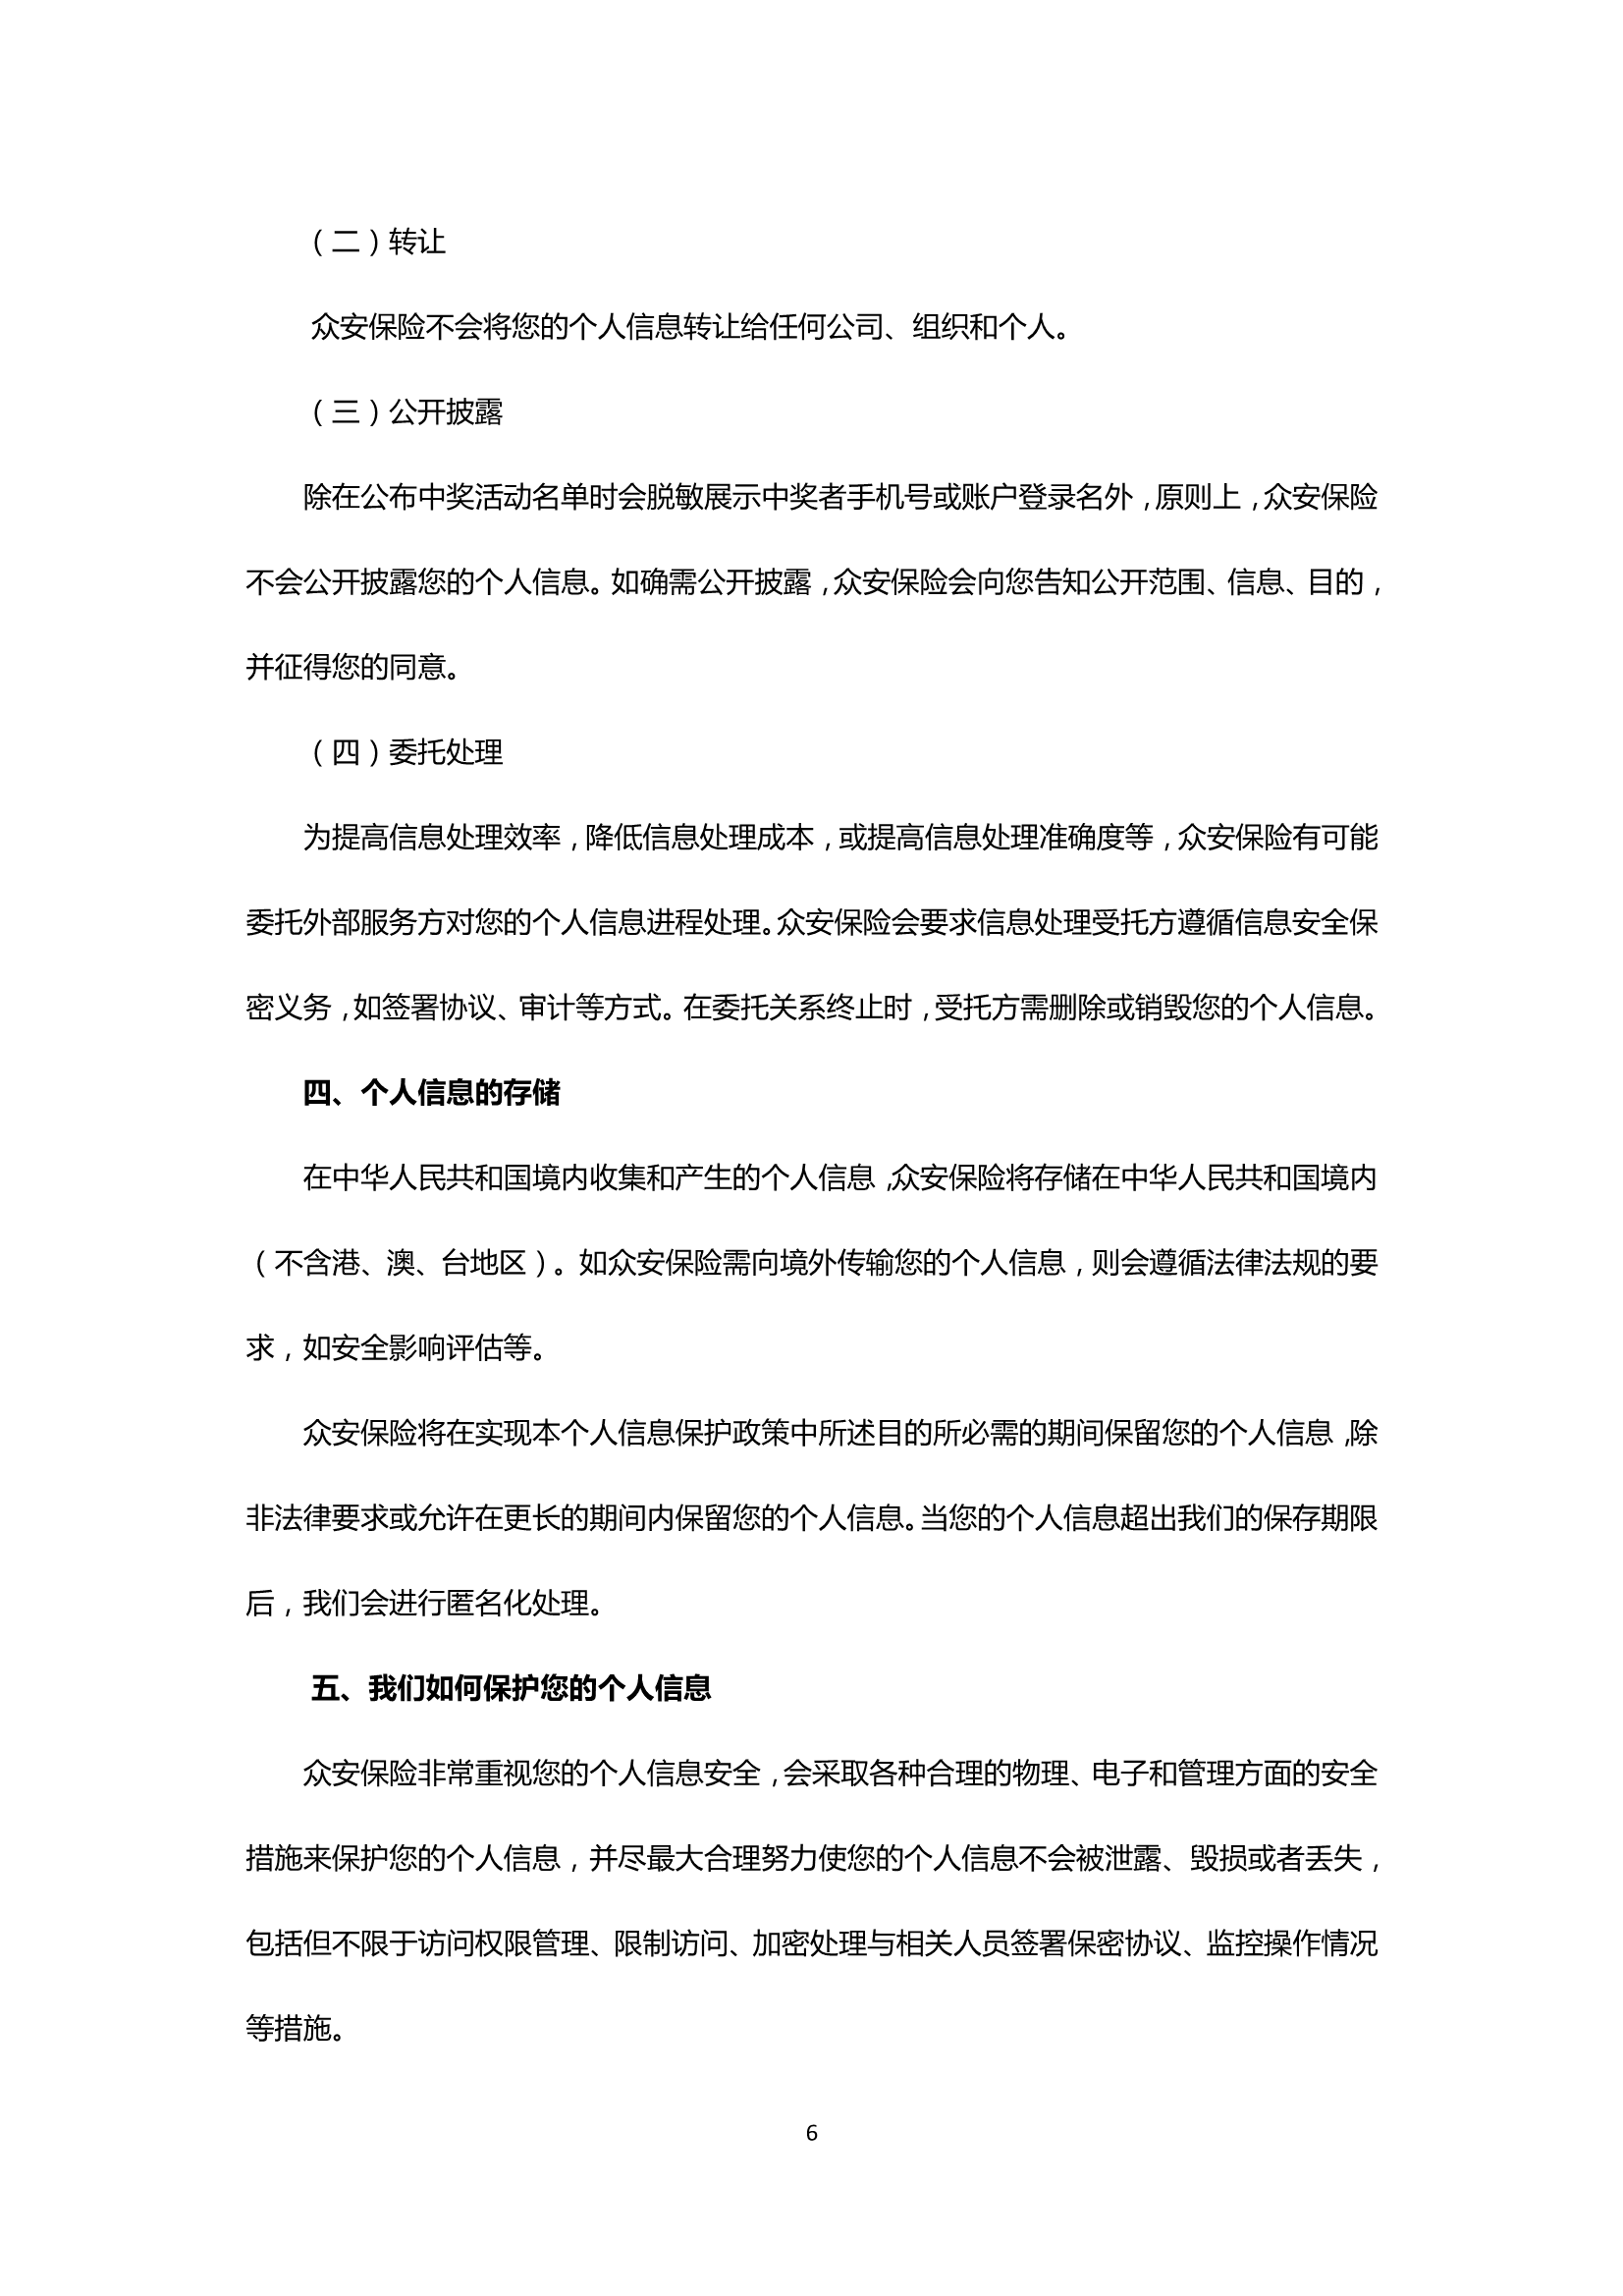 （二）转让
众安保险不会将您的个人信息转让给任何公司、组织和个人。
（三）公开披露
除在公布中奖活动名单时会脱敏展示中奖者手机号或账户登录名外，原则上，众安保险
不会公开披露您的个人信息。如确需公开披露，众安保险会向您告知公开范围、信息、目的，
并征得您的同意。
（四）委托处理
为提高信息处理效率，降低信息处理成本，或提高信息处理准确度等，众安保险有可能
委托外部服务方对您的个人信息进程处理。众安保险会要求信息处理受托方遵循信息安全保
密义务，如签署协议、审计等方式。在委托关系终止时，受托方需删除或销毁您的个人信息。
四、个人信息的存储
在中华人民共和国境内收集和产生的个人信息，众安保险将存储在中华人民共和国境内
（不含港、澳、台地区）。如众安保险需向境外传输您的个人信息，则会遵循法律法规的要
求，如安全影响评估等。
众安保险将在实现本个人信息保护政策中所述目的所必需的期间保留您的个人信息，除
非法律要求或允许在更长的期间内保留您的个人信息。当您的个人信息超出我们的保存期限
后，我们会进行匿名化处理。
五、我们如何保护您的个人信息
众安保险非常重视您的个人信息安全，会采取各种合理的物理、电子和管理方面的安全
措施来保护您的个人信息，并尽最大合理努力使您的个人信息不会被泄露、毁损或者丢失，
包括但不限于访问权限管理、限制访问、加密处理与相关人员签署保密协议、监控操作情况
等措施。
6